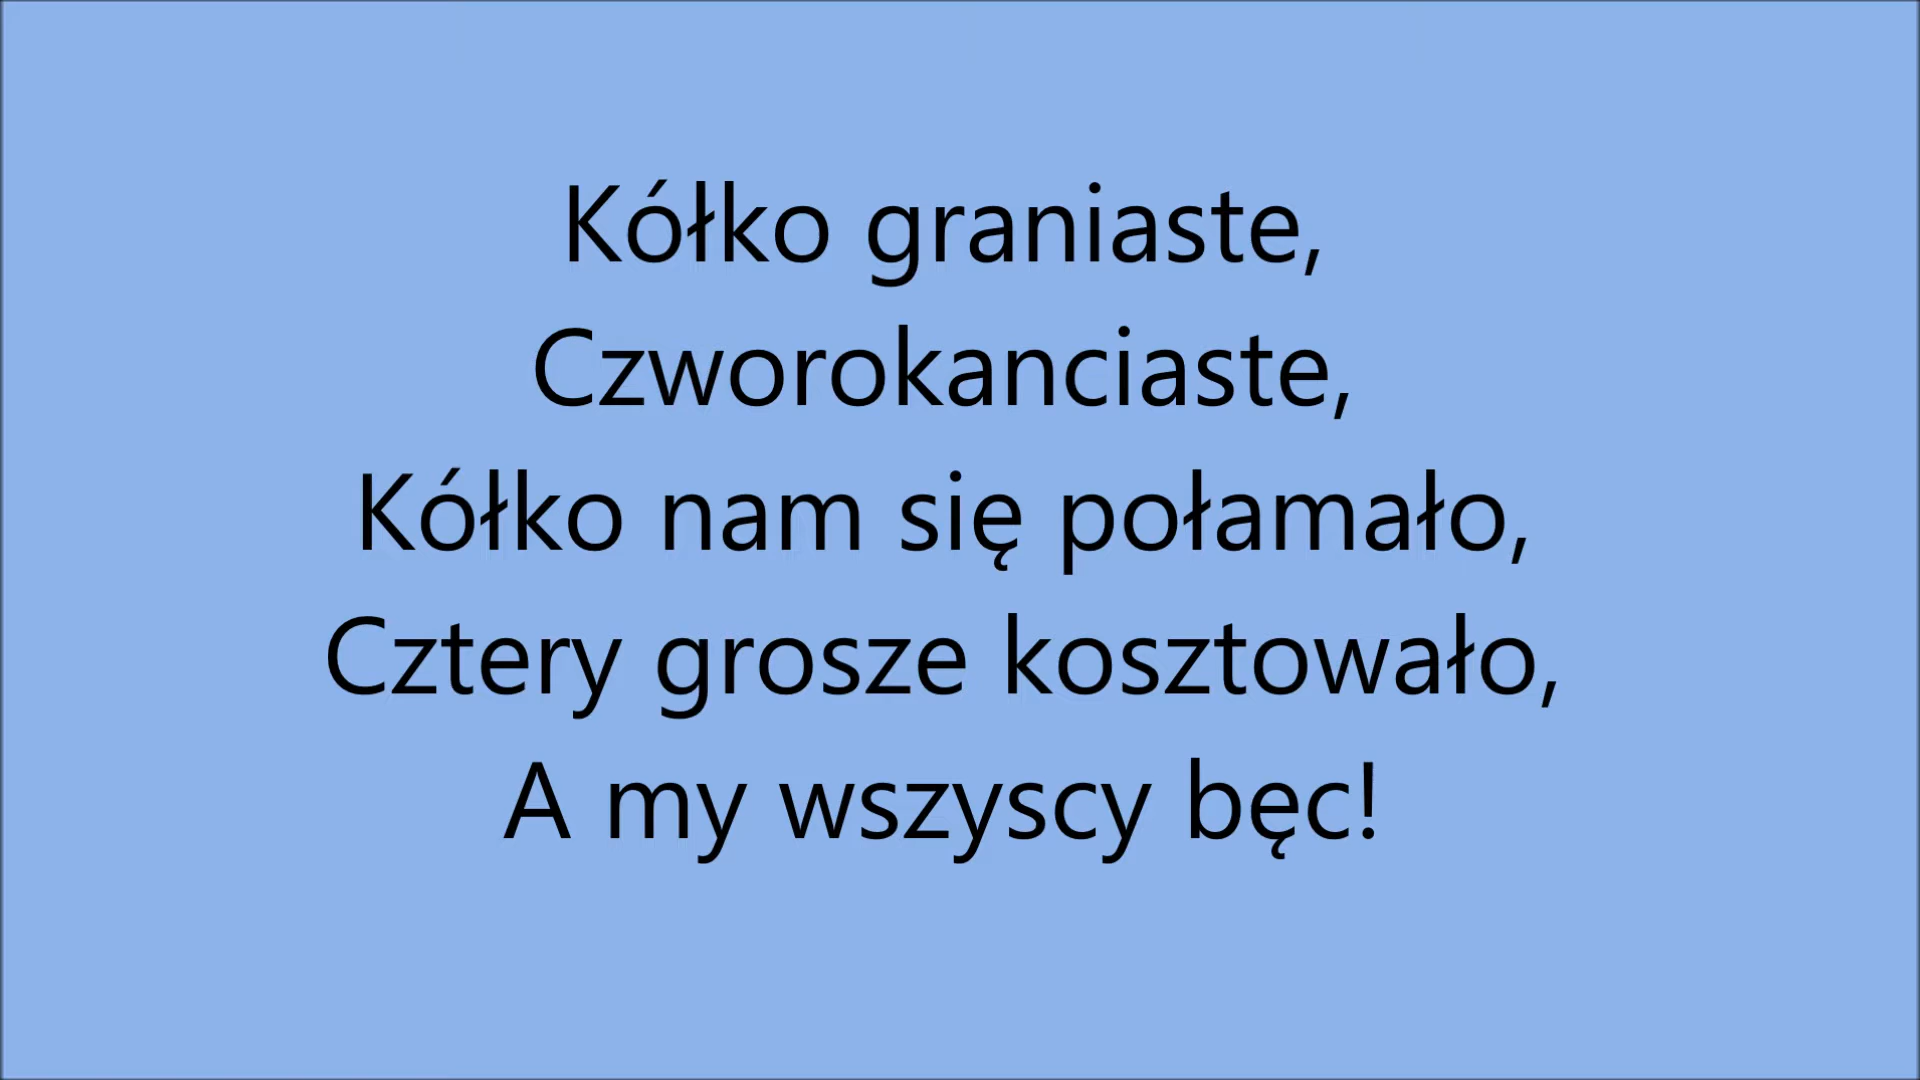 Kółko graniaste,
Czworokanciaste,
Kółko nam się połamało,
Cztery grosze kosztowało,
A my wszyscy bęc!